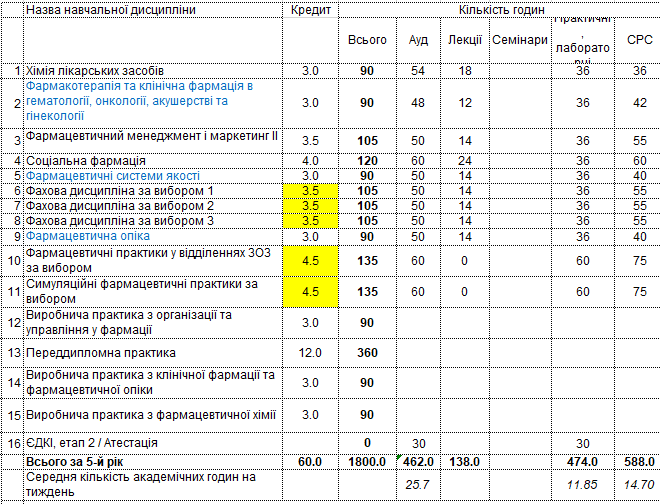 Назва навчальної дисципліни Кредит Кількість годин
Всього Ауд Лекції Семінари Практичні, лаборато рні СРС
1 Хімія лікарських засобів 3.0 90 54 18 36 36
Фармакотерапія та клінічна фармація в
2 гематології, онкології, акушерстві та 3.0 90 48 12 36 42
гінекології
3 Фармацевтичний менеджмент і маркетинг ІІ 3.5 105 50 14 36 55
4 Соціальна фармація 4.0 120 60 24 36 60
5 Фармацевтичні системи якості 3.0 90 50 14 36 40
6 Фахова дисципліна за вибором 1 3.5 105 50 14 36 55
7 Фахова дисципліна за вибором 2 3.5 105 50 14 36 55
8 Фахова дисципліна за вибором 3 3.5 105 50 14 36 55
9 Фармацевтична опіка 3.0 90 50 14 36 40
10 Фармацевтичні практики у відділеннях ЗОЗ
за вибором 4.5 135 60 0 60 75
11 Симуляційні фармацевтичні практики за
вибором 4.5 135 60 0 60 75
12 Виробнича практика з організації та
управління у фармації 3.0 90
13 Переддипломна практика 12.0 360
14 Виробнича практика з клінічної фармації та
фармацевтичної опіки 3.0 90
15 Виробнича практика з фармацевтичної хімії 3.0 90
16 ЄДКІ, етап 2 / Атестація 0 30 30
Всього за 5-й рік 60.0 1800.0 462.0 138.0 474.0 588.0
Середня кількість академічних годин на
тиждень 25.7 11.85 14.70